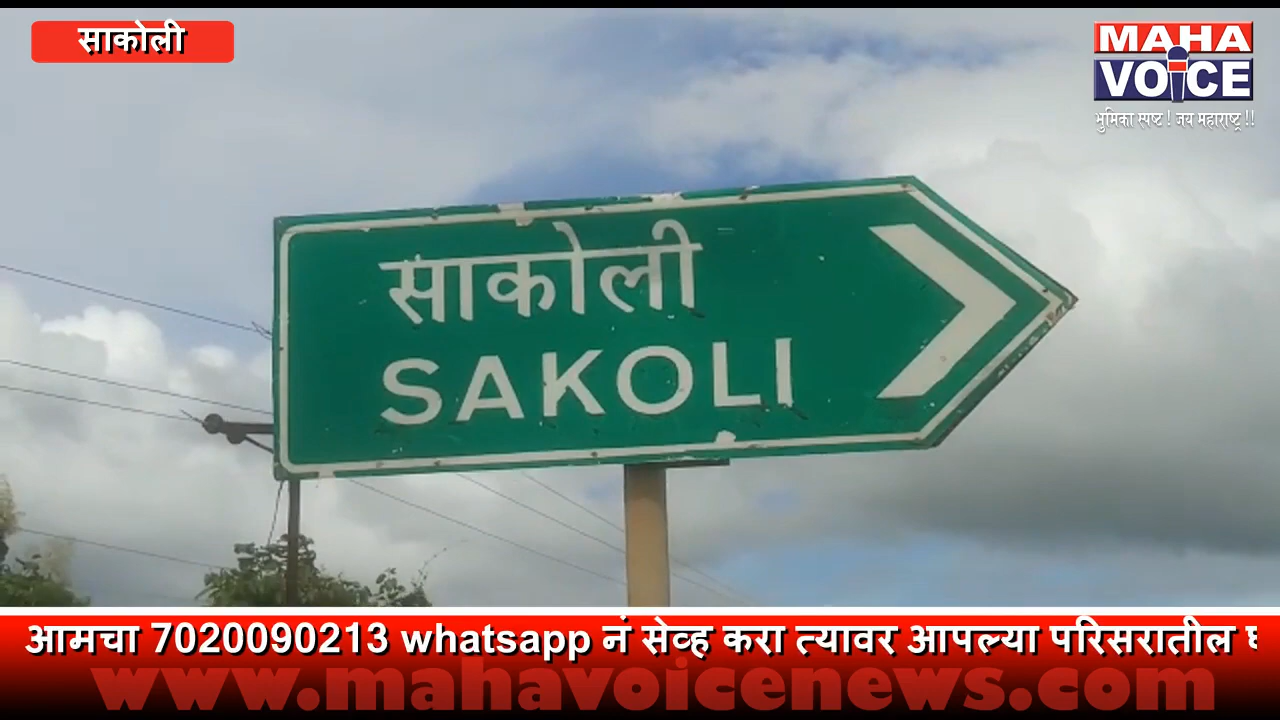 साकोली
MAHA
VOICE
भुमिका स्पष्ट ! जय महाराष्ट्र !!
साकोली
SAKOLI
आमचा 7020090213 whatsapp नं सेव्ह करा त्यावर आपल्या परिसरातील
www.mahavoicenews.com